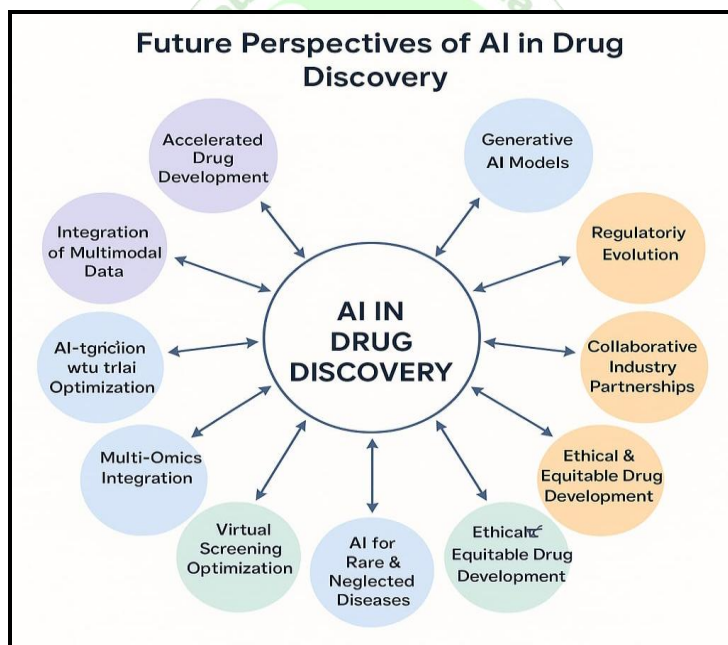 Future Perspectives of AI in Drug
Discovery
Accelerated
Drug
Development
Generative
AI Models
Integration
of Multimodal
Data
Regulatoriy
Evolution
AI IN
DRUG
DISCOVERY
Optimization
Collaborative
Industry
Partnerships
Multi-Omics
Integration
Ethical &
Equitable Drug
Development
Virtual
Screening
Optimization
AI for
Rare &
Neglected
Diseases
Equitable Drug
Development